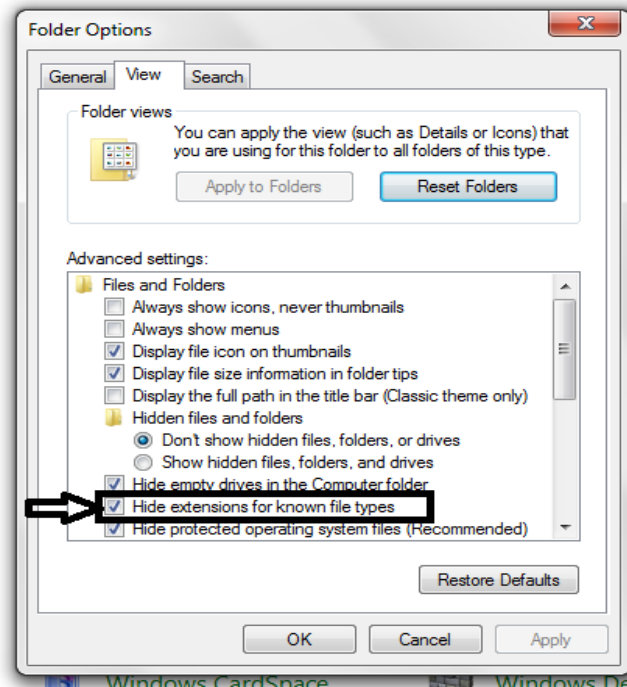 Folder Options
General View Search
Folder views
You can apply the view (such as Details or Icons) that
you are using for this folder to all folders of this type.
Apply to Folders Reset Folders
Advanced settings:
Files and Folders
Always show icons, never thumbnails
Always show menus
Display file icon on thumbnails
Display file size information in folder tips
Display the full path in the title bar (Classic theme only)
Hidden files and folders
Don't show hidden files, folders, or drives
Show hidden files, folders, and drives
Hide empty drives in the Computer folder
Hide extensions for known file types
Hide protected operating system files (Recommended)
Restore Defaults
OK Cancel Apply
Windows CardSpace Windows De